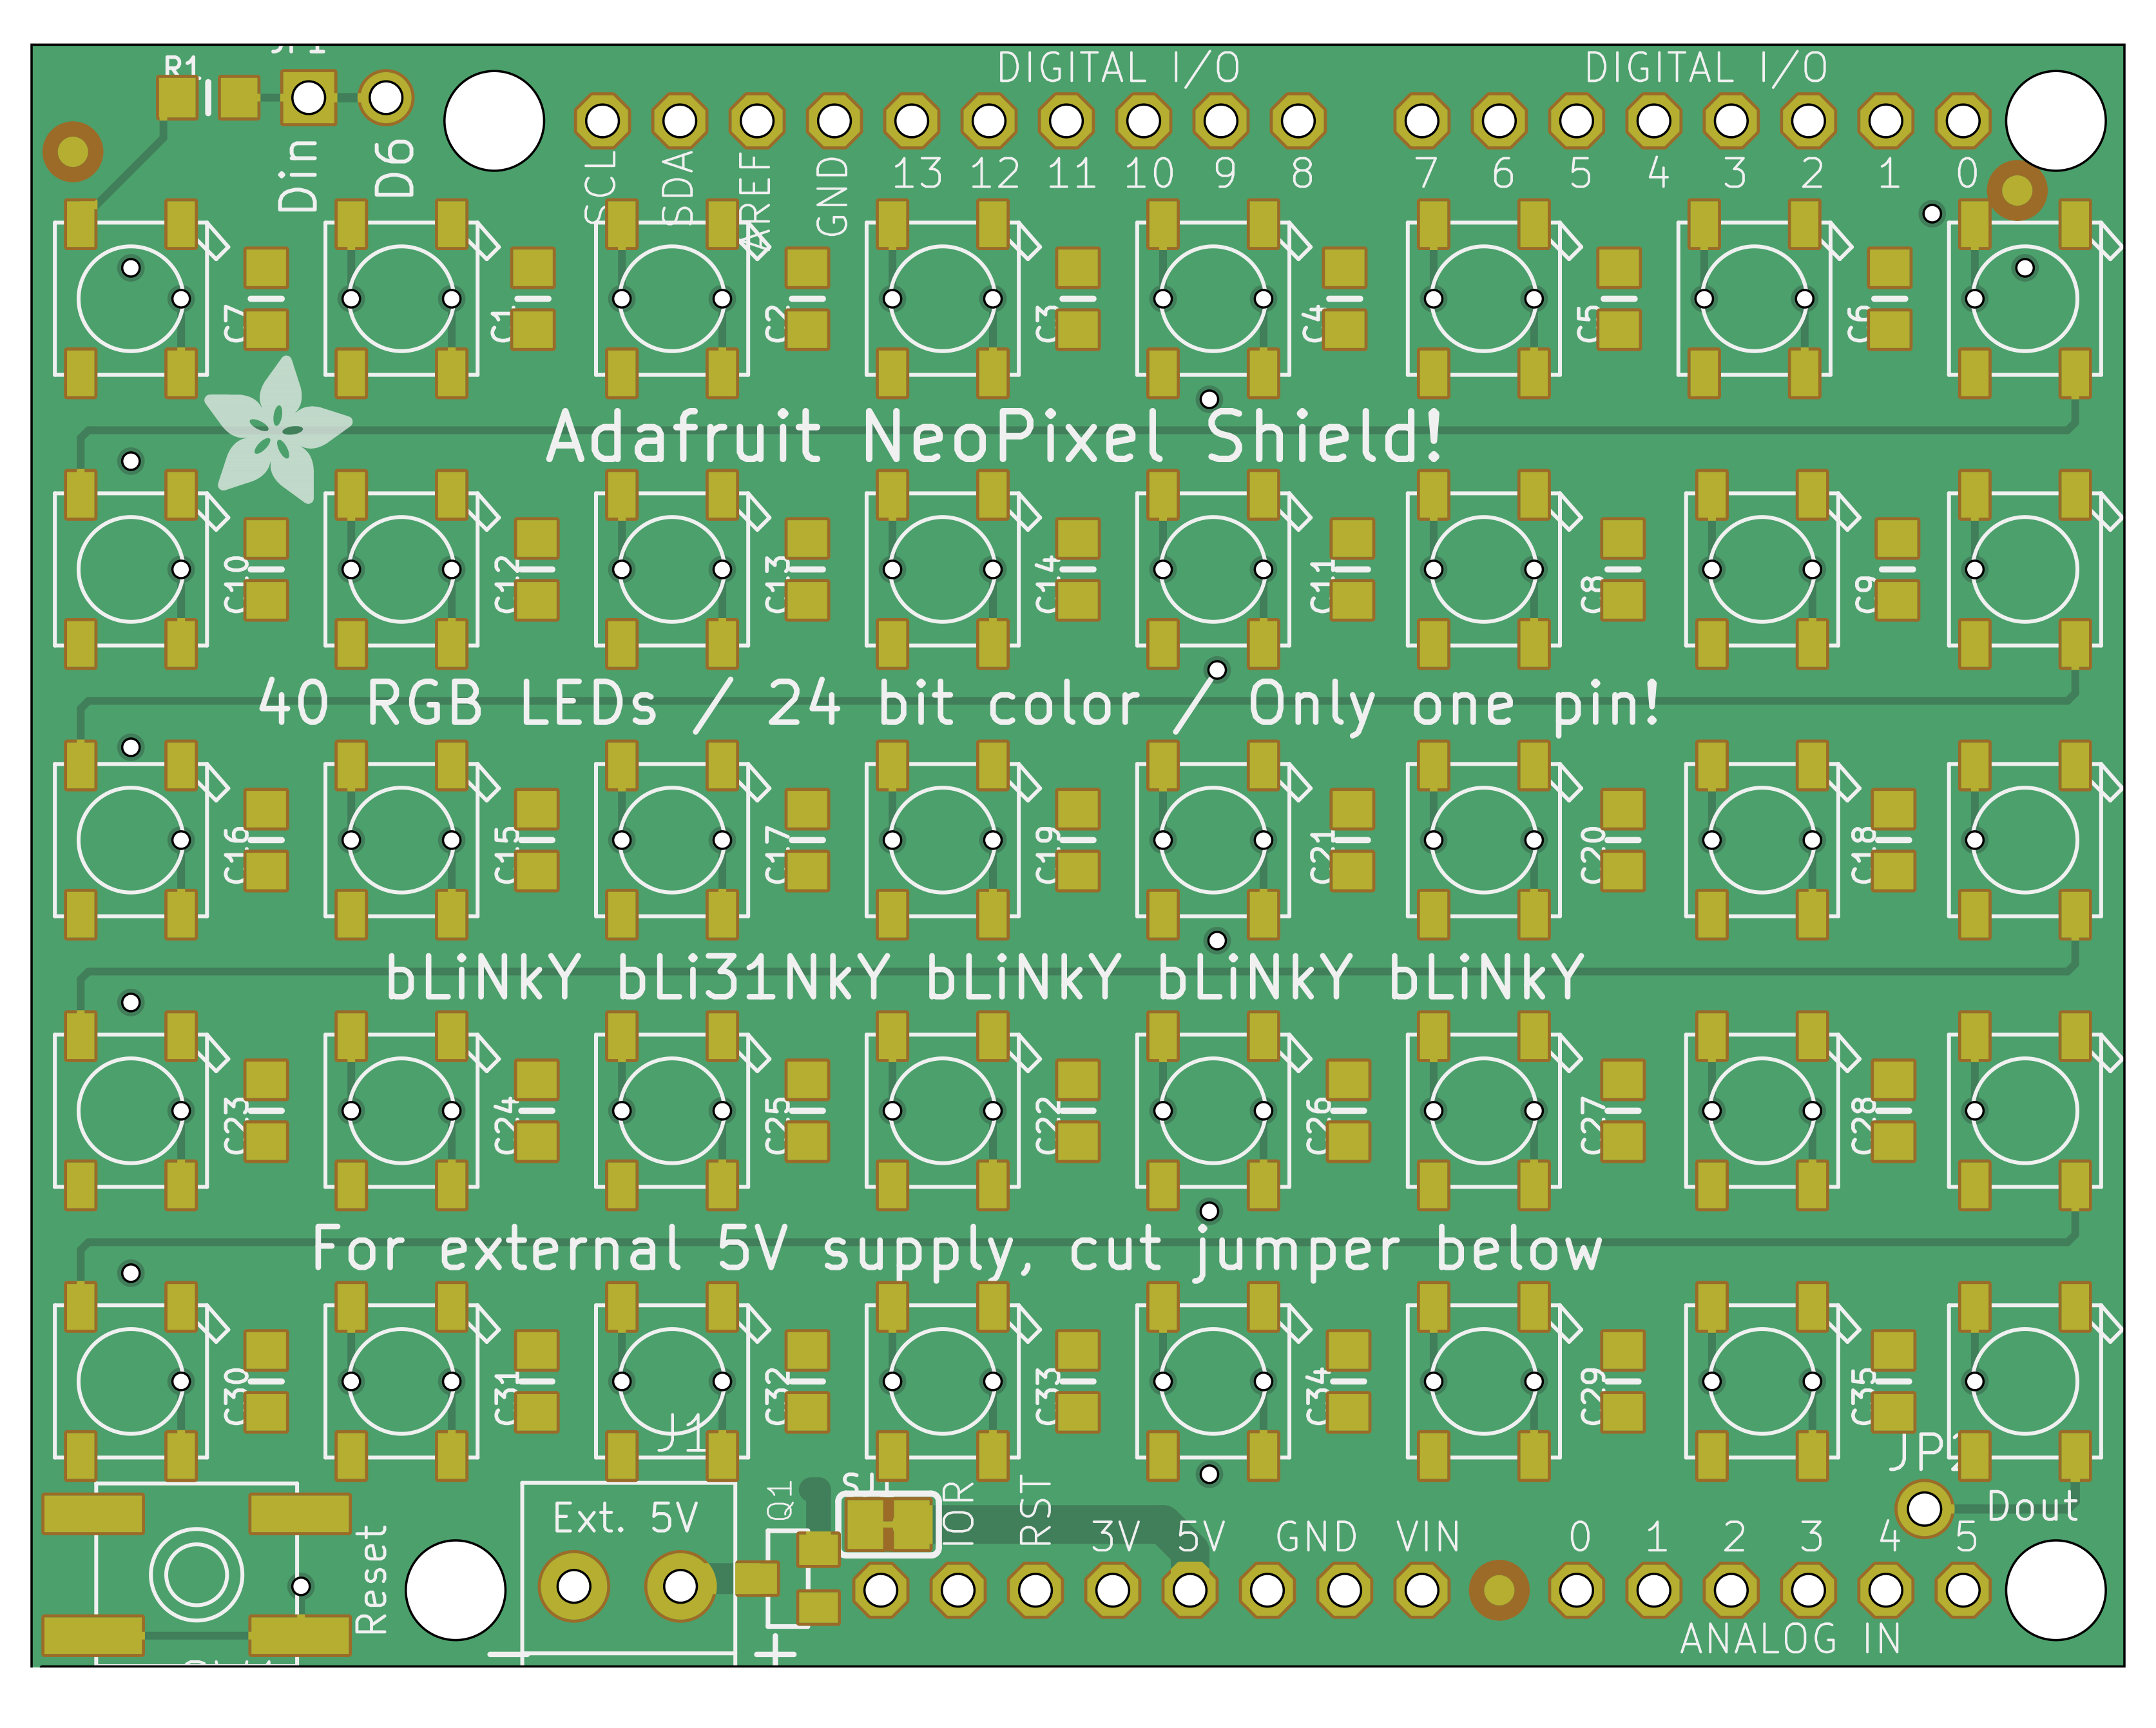 R1 JP1 DIGITAL I/O DIGITAL I/O
Din D6 SCL SDA AREF GND 13 12 11 10 9 8 7 6 5 4 3 2 1 0
C7 C1 C2 C3 C4 C5 C6
Adafruit NeoPixel Shield!
C10 C12 C13 C14 C11 C8 C9
40 RGB LEDs / 24 bit color / Only one pin!
C16 C15 C17 C19 C21 C20 C18
bLiNkY bLi31NkY bLiNkY bLiNkY bLiNkY
C23 C24 C25 C22 C26 C27 C28
For external 5V supply, cut jumper below
C30 C31 C32 C33 C34 C29 C35
J1 JP2
Reset Ext. 5V Q1 SJ1 IOR RST 3V 5V GND VIN 0 1 2 3 4 5 Dout
− + ANALOG IN